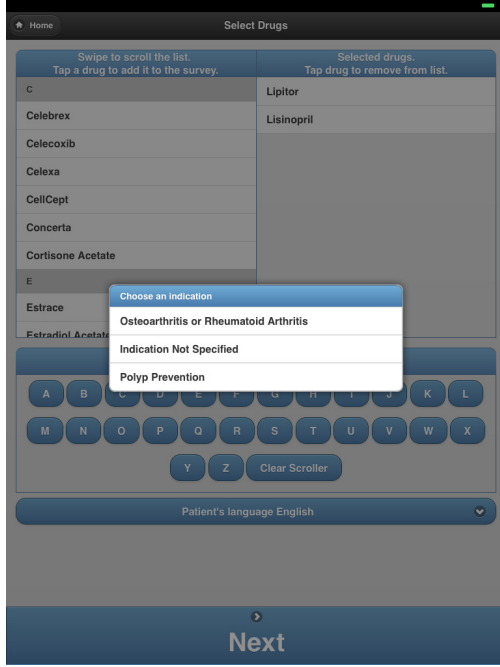 Home
Select Drugs
Swipe to scroll the list.
Tap a drug to add it to the survey.
Selected drugs.
Tap drug to remove from list.
C
Celebrex
Celecoxib
Celexa
CellCept
Concerta
Cortisone Acetate
E
Estrace
Estradiol Acetate
Lipitor
Lisinopril
Choose an indication
Osteoarthritis or Rheumatoid Arthritis
Indication Not Specified
Polyp Prevention
A B C D E F G H I J K L
M N O P Q R S T U V W X
Y Z Clear Scroller
Patient's language English
Next